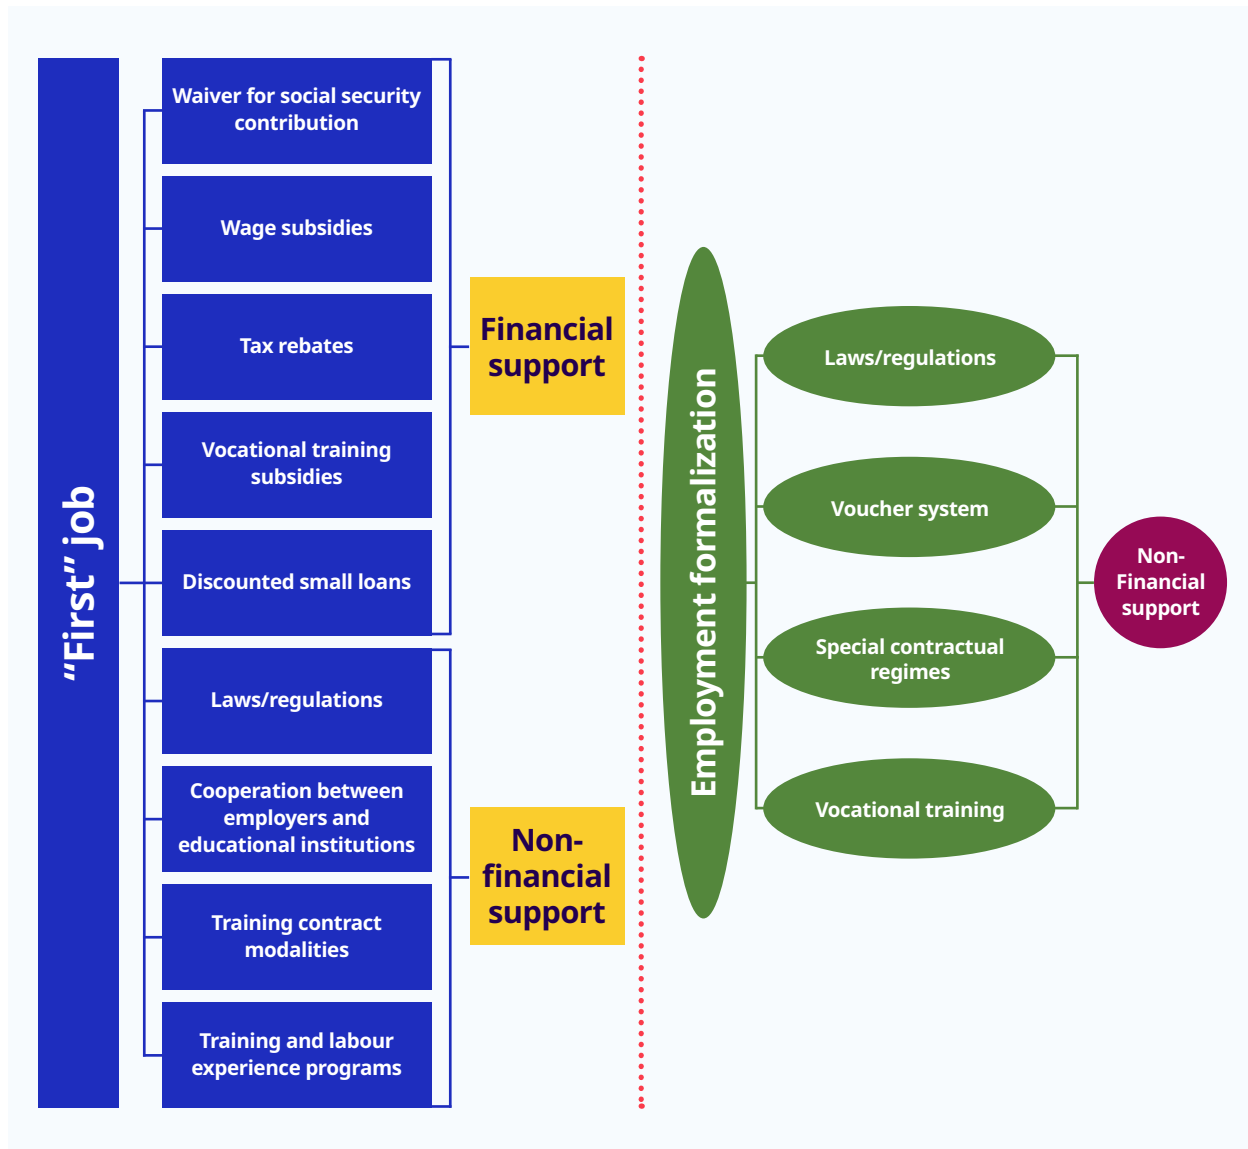 “First” job
Waiver for social security
contribution
Wage subsidies
Tax rebates
Vocational training
subsidies
Discounted small loans
Laws/regulations
Cooperation between
employers and
educational institutions
Training contract
modalities
Training and labour
experience programs
Financial
support
Non-
financial
support
Employment formalization
Laws/regulations
Voucher system
Special contractual
regimes
Vocational training
Non-
Financial
support